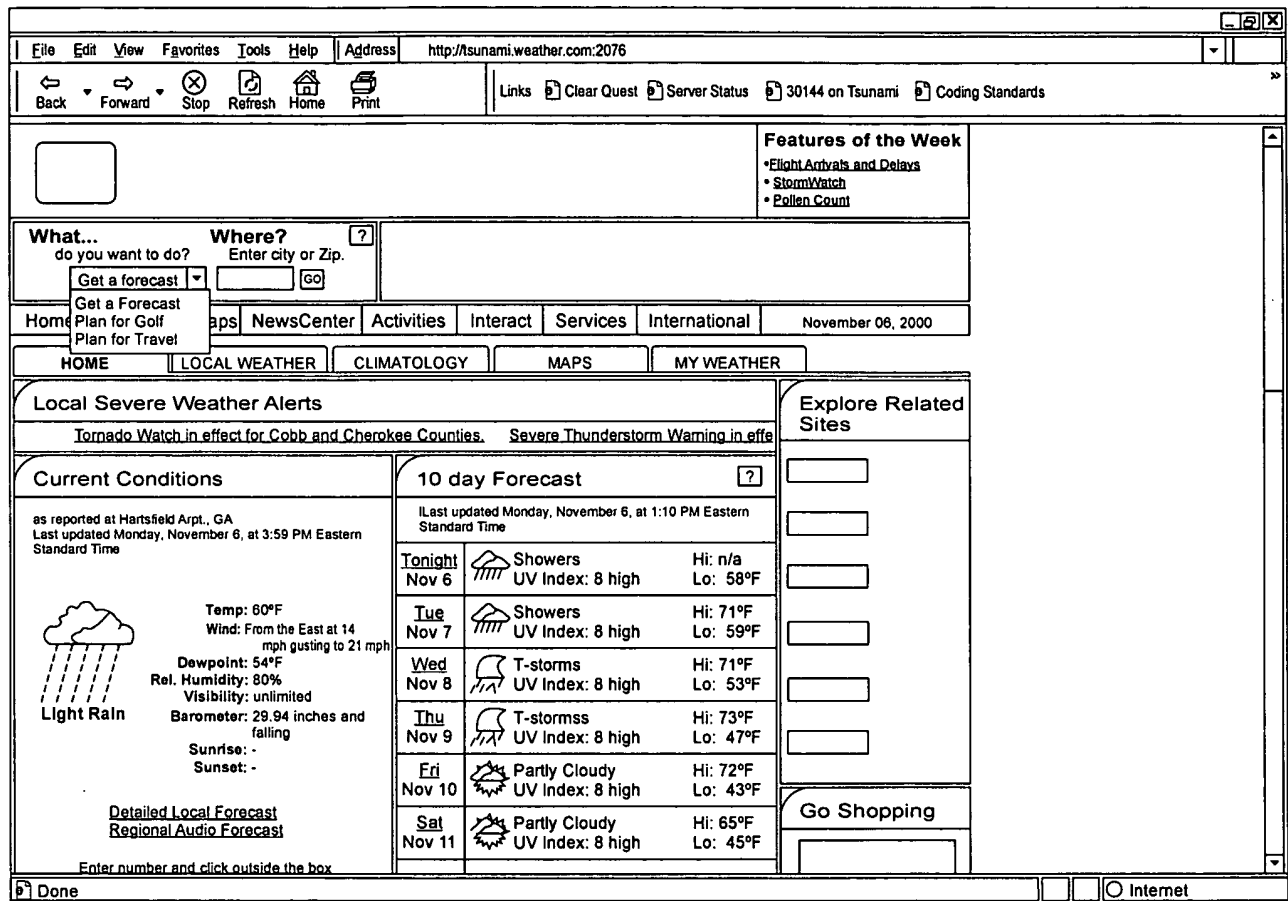 File Edit View Favorites Tools Help Address http://tsunami.weather.com:2076
Back Forward Stop Refresh Home Print Links Clear Quest Server Status 30144 on Tsunami Coding Standards »
Features of the Week
•Flight Arrivals and Delays
• StormWatch
• Pollen Count
What... Where? ?
do you want to do? Enter city or Zip.
Get a forecast GO
Get a Forecast
Plan for Golf
Plan for Travel
Home aps NewsCenter Activities Interact Services International November 06, 2000
HOME LOCAL WEATHER CLIMATOLOGY MAPS MY WEATHER
Local Severe Weather Alerts
Tornado Watch in effect for Cobb and Cherokee Counties. Severe Thunderstorm Warning in effe
Current Conditions
as reported at Hartsfield Arpt., GA
Last updated Monday, November 6, at 3:59 PM Eastern
Standard Time
Temp: 60°F
Wind: From the East at 14
mph gusting to 21 mph
Dewpoint: 54°F
Rel. Humidity: 80%
Visibility: unlimited
Light Rain
Barometer: 29.94 inches and
falling
Sunrise: -
Sunset: -
Detailed Local Forecast
Regional Audio Forecast
Enter number and click outside the box
10 day Forecast ?
lLast updated Monday, November 6, at 1:10 PM Eastern
Standard Time
Tonight Showers Hi: n/a
Nov 6 UV Index: 8 high Lo: 58°F
Tue Showers Hi: 71°F
Nov 7 UV Index: 8 high Lo: 59°F
Wed T-storms Hi: 71°F
Nov 8 UV Index: 8 high Lo: 53°F
Thu T-stormss Hi: 73°F
Nov 9 UV Index: 8 high Lo: 47°F
Fri Partly Cloudy Hi: 72°F
Nov 10 UV Index: 8 high Lo: 43°F
Sat Partly Cloudy Hi: 65°F
Nov 11 UV Index: 8 high Lo: 45°F
Explore Related
Sites
Go Shopping
Done Internet